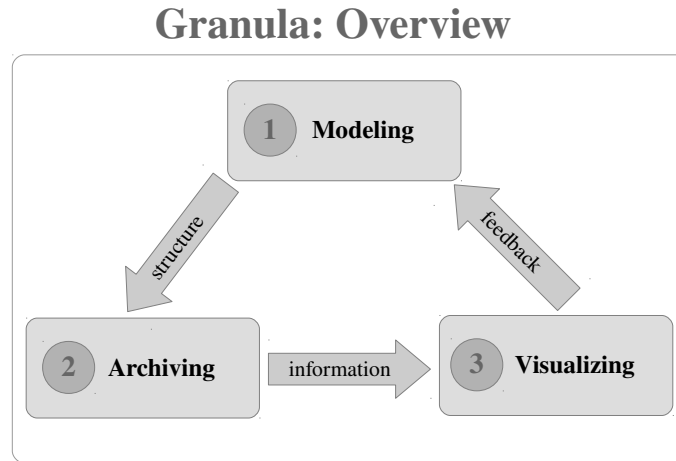 Granula: Overview
1 Modeling
structure
feedback
2 Archiving
information
3 Visualizing